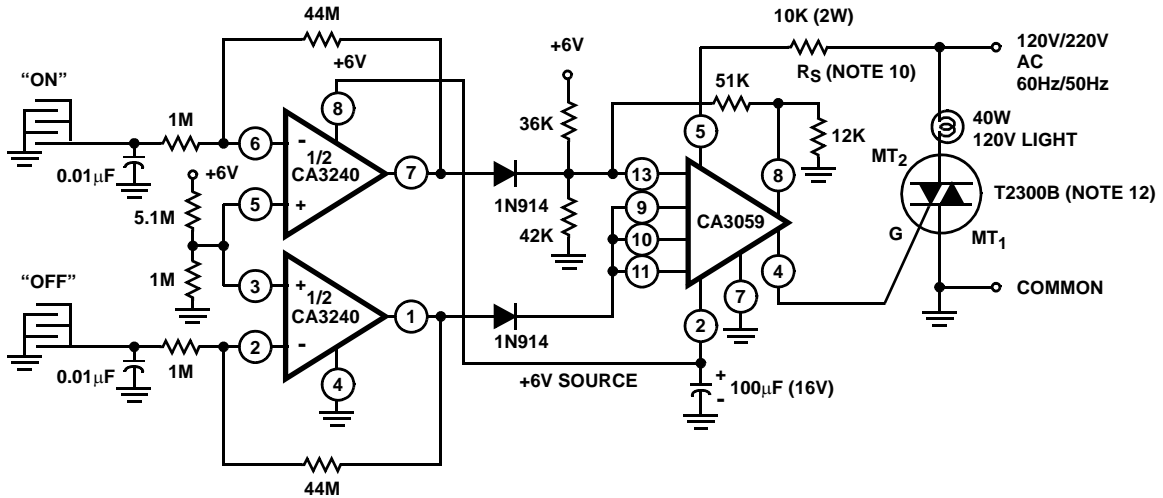 44M
+6V
“ON”
1M
0.01μF
+6V
5.1M
1M
6
-
5
+
8
1/2
CA3240
7
“OFF”
0.01μF
1M
3
+
2
-
1/2
CA3240
1
4
44M
+6V
36K
1N914
42K
1N914
+6V SOURCE
13
9
10
11
CA3059
5
8
4
7
2
10K (2W)
RS (NOTE 10)
51K
12K
+
-
100μF (16V)
120V/220V
AC
60Hz/50Hz
40W
120V LIGHT
MT2
T2300B (NOTE 12)
G
MT1
COMMON